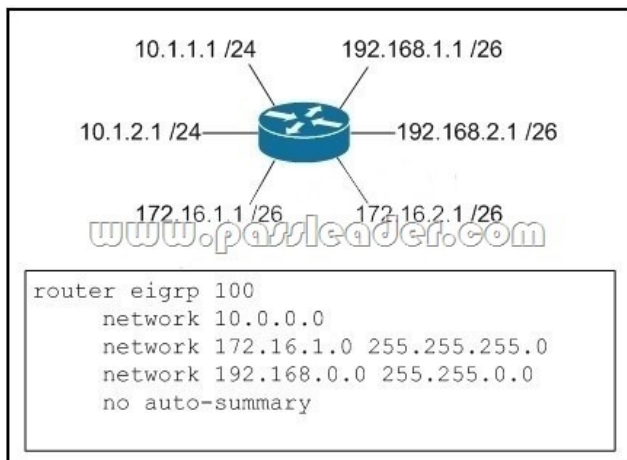 10.1.1.1 /24
192.168.1.1 /26
10.1.2.1 /24
192.168.2.1 /26
172.16.1.1 /26
172.16.2.1 /26
www.passleader.com
router eigrp 100
network 10.0.0.0
network 172.16.1.0 255.255.255.0
network 192.168.0.0 255.255.0.0
no auto-summary